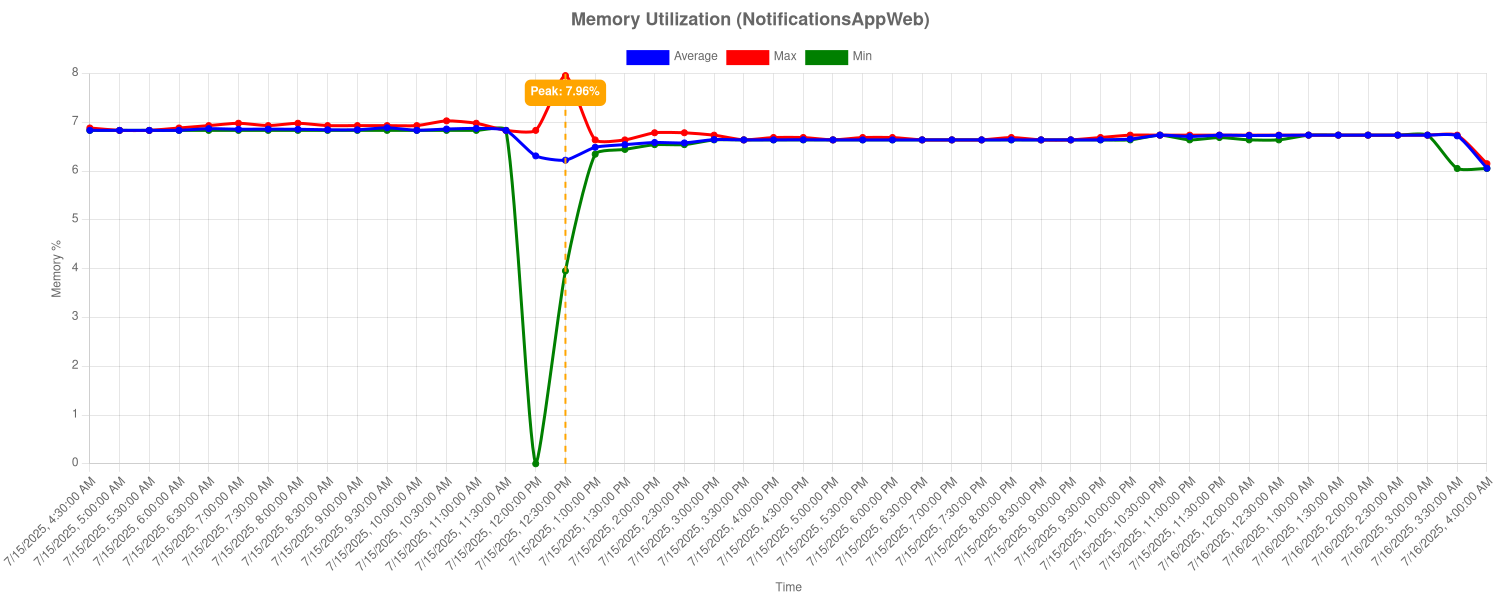 Memory Utilization (NotificationsAppWeb)
Average Max Min
Peak: 7.96%
8
7
6
5
4
3
2
1
0
Memory %
7/15/2025, 4:30:00 AM
7/15/2025, 5:00:00 AM
7/15/2025, 5:30:00 AM
7/15/2025, 6:00:00 AM
7/15/2025, 6:30:00 AM
7/15/2025, 7:00:00 AM
7/15/2025, 7:30:00 AM
7/15/2025, 8:00:00 AM
7/15/2025, 8:30:00 AM
7/15/2025, 9:00:00 AM
7/15/2025, 9:30:00 AM
7/15/2025, 10:00:00 AM
7/15/2025, 10:30:00 AM
7/15/2025, 11:00:00 AM
7/15/2025, 11:30:00 AM
7/15/2025, 12:00:00 PM
7/15/2025, 12:30:00 PM
7/15/2025, 1:00:00 PM
7/15/2025, 1:30:00 PM
7/15/2025, 2:00:00 PM
7/15/2025, 2:30:00 PM
7/15/2025, 3:00:00 PM
7/15/2025, 3:30:00 PM
7/15/2025, 4:00:00 PM
7/15/2025, 4:30:00 PM
7/15/2025, 5:00:00 PM
7/15/2025, 5:30:00 PM
7/15/2025, 6:00:00 PM
7/15/2025, 6:30:00 PM
7/15/2025, 7:00:00 PM
7/15/2025, 7:30:00 PM
7/15/2025, 8:00:00 PM
7/15/2025, 8:30:00 PM
7/15/2025, 9:00:00 PM
7/15/2025, 9:30:00 PM
7/15/2025, 10:00:00 PM
7/15/2025, 10:30:00 PM
7/15/2025, 11:00:00 PM
7/15/2025, 11:30:00 PM
7/16/2025, 12:00:00 AM
7/16/2025, 12:30:00 AM
7/16/2025, 1:00:00 AM
7/16/2025, 1:30:00 AM
7/16/2025, 2:00:00 AM
7/16/2025, 2:30:00 AM
7/16/2025, 3:00:00 AM
7/16/2025, 3:30:00 AM
7/16/2025, 4:00:00 AM
Time